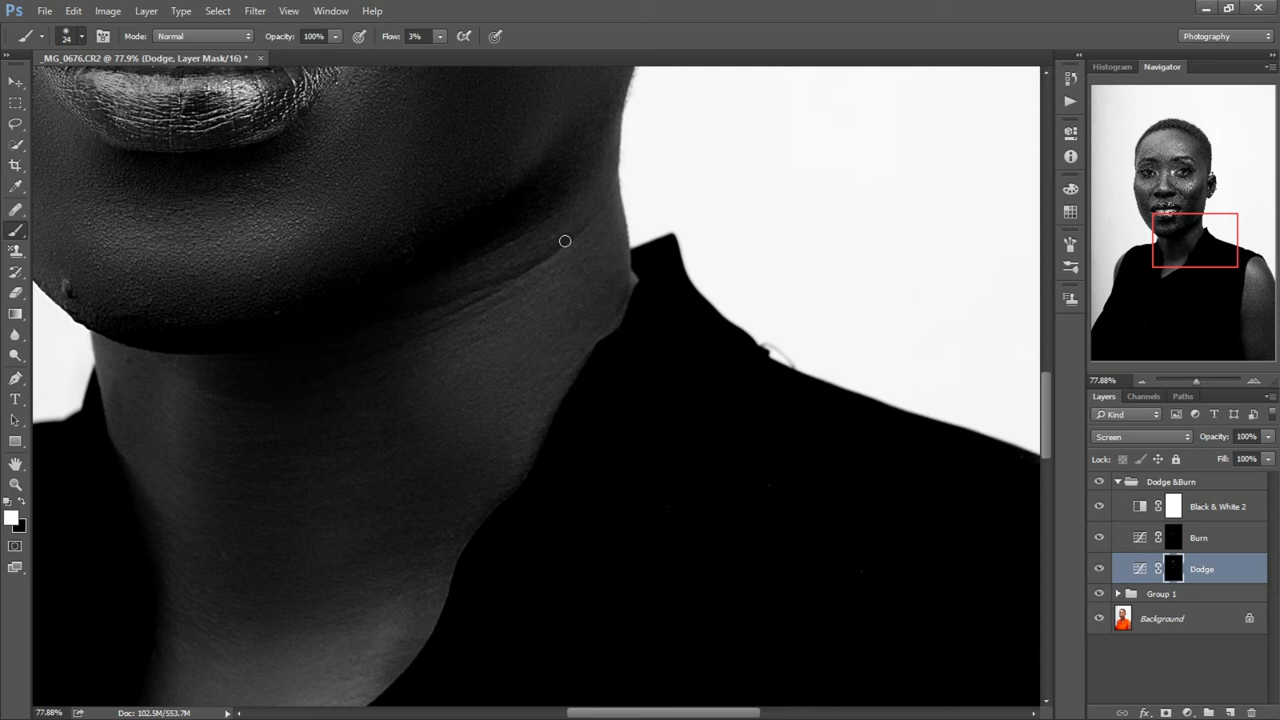 Ps File Edit Image Layer Type Select Filter View Window Help
24 Mode: Normal Opacity: 100% Flow: 3% Photography
_MG_0676.CR2 @ 77.9% (Dodge, Layer Mask/16) *
Histogram Navigator
77.88%
Layers Channels Paths
Kind
Screen Opacity: 100%
Lock: Fill: 100%
Dodge &Burn
Black & White 2
Burn
Dodge
Group 1
Background
77.88% Doc: 102.5M/553.7M